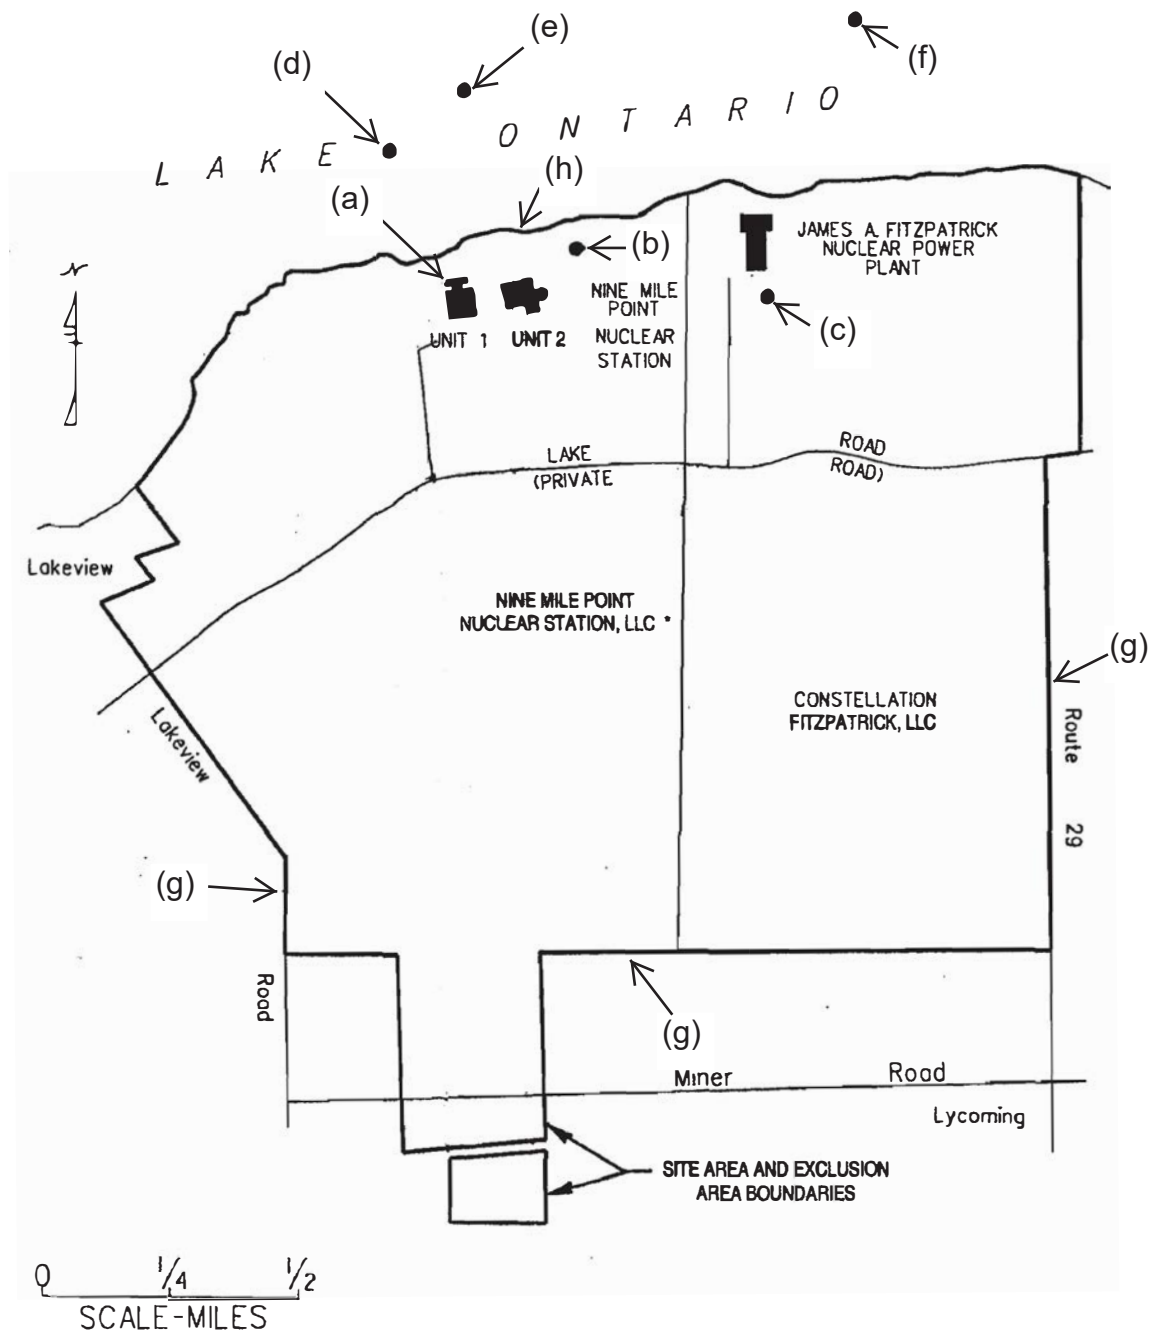 (f)
(e)
(d)
LAKE ONTARIO
(h)
(a)
(b)
JAMES A. FITZPATRICK
NUCLEAR POWER
PLANT
N
NINE MILE
POINT
NUCLEAR
STATION
(c)
UNIT 1
UNIT 2
LAKE ROAD
(PRIVATE ROAD)
Lakeview
NINE MILE POINT
NUCLEAR STATION, LLC *
(g)
CONSTELLATION
FITZPATRICK, LLC
Lakeview
Route 29
(g)
Road
(g)
Miner Road
Lycoming
SITE AREA AND EXCLUSION
AREA BOUNDARIES
0 1/4 1/2
SCALE-MILES